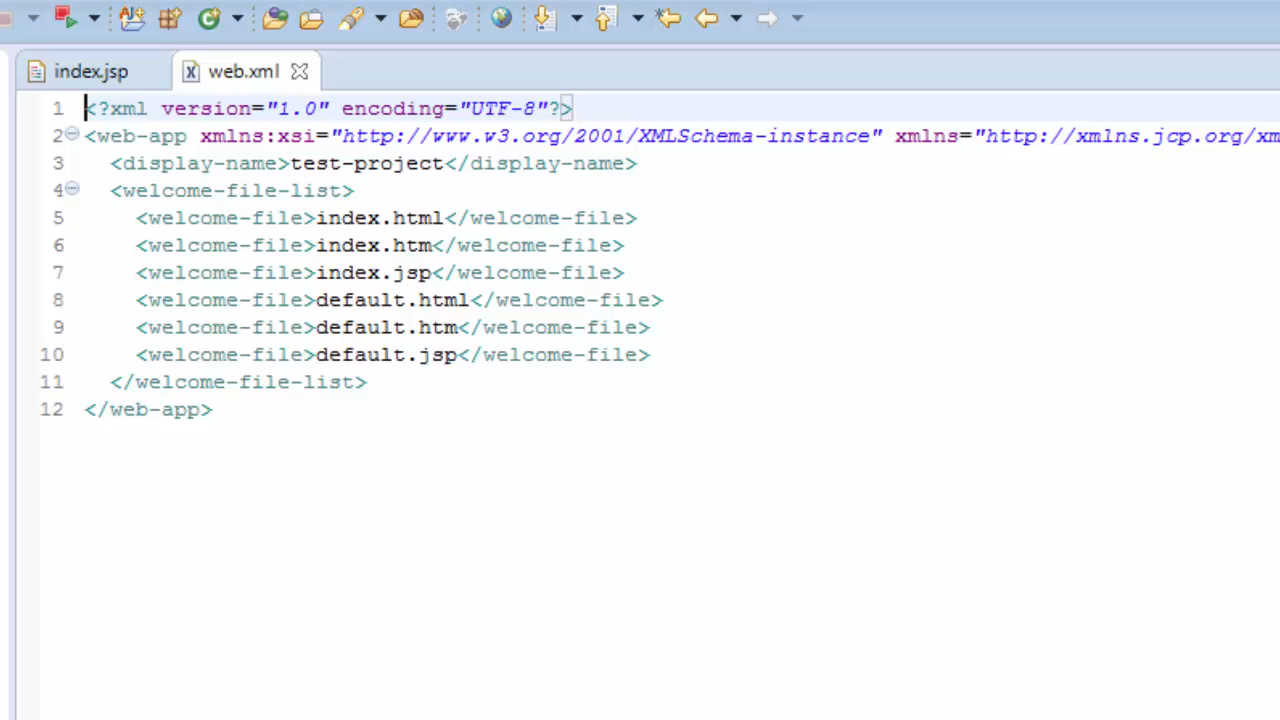 index.jsp
web.xml
1 <?xml version="1.0" encoding="UTF-8"?>
2 <web-app xmlns:xsi="http://www.w3.org/2001/XMLSchema-instance" xmlns="http://xmlns.jcp.org/xm
3 <display-name>test-project</display-name>
4 <welcome-file-list>
5 <welcome-file>index.html</welcome-file>
6 <welcome-file>index.htm</welcome-file>
7 <welcome-file>index.jsp</welcome-file>
8 <welcome-file>default.html</welcome-file>
9 <welcome-file>default.htm</welcome-file>
10 <welcome-file>default.jsp</welcome-file>
11 </welcome-file-list>
12 </web-app>